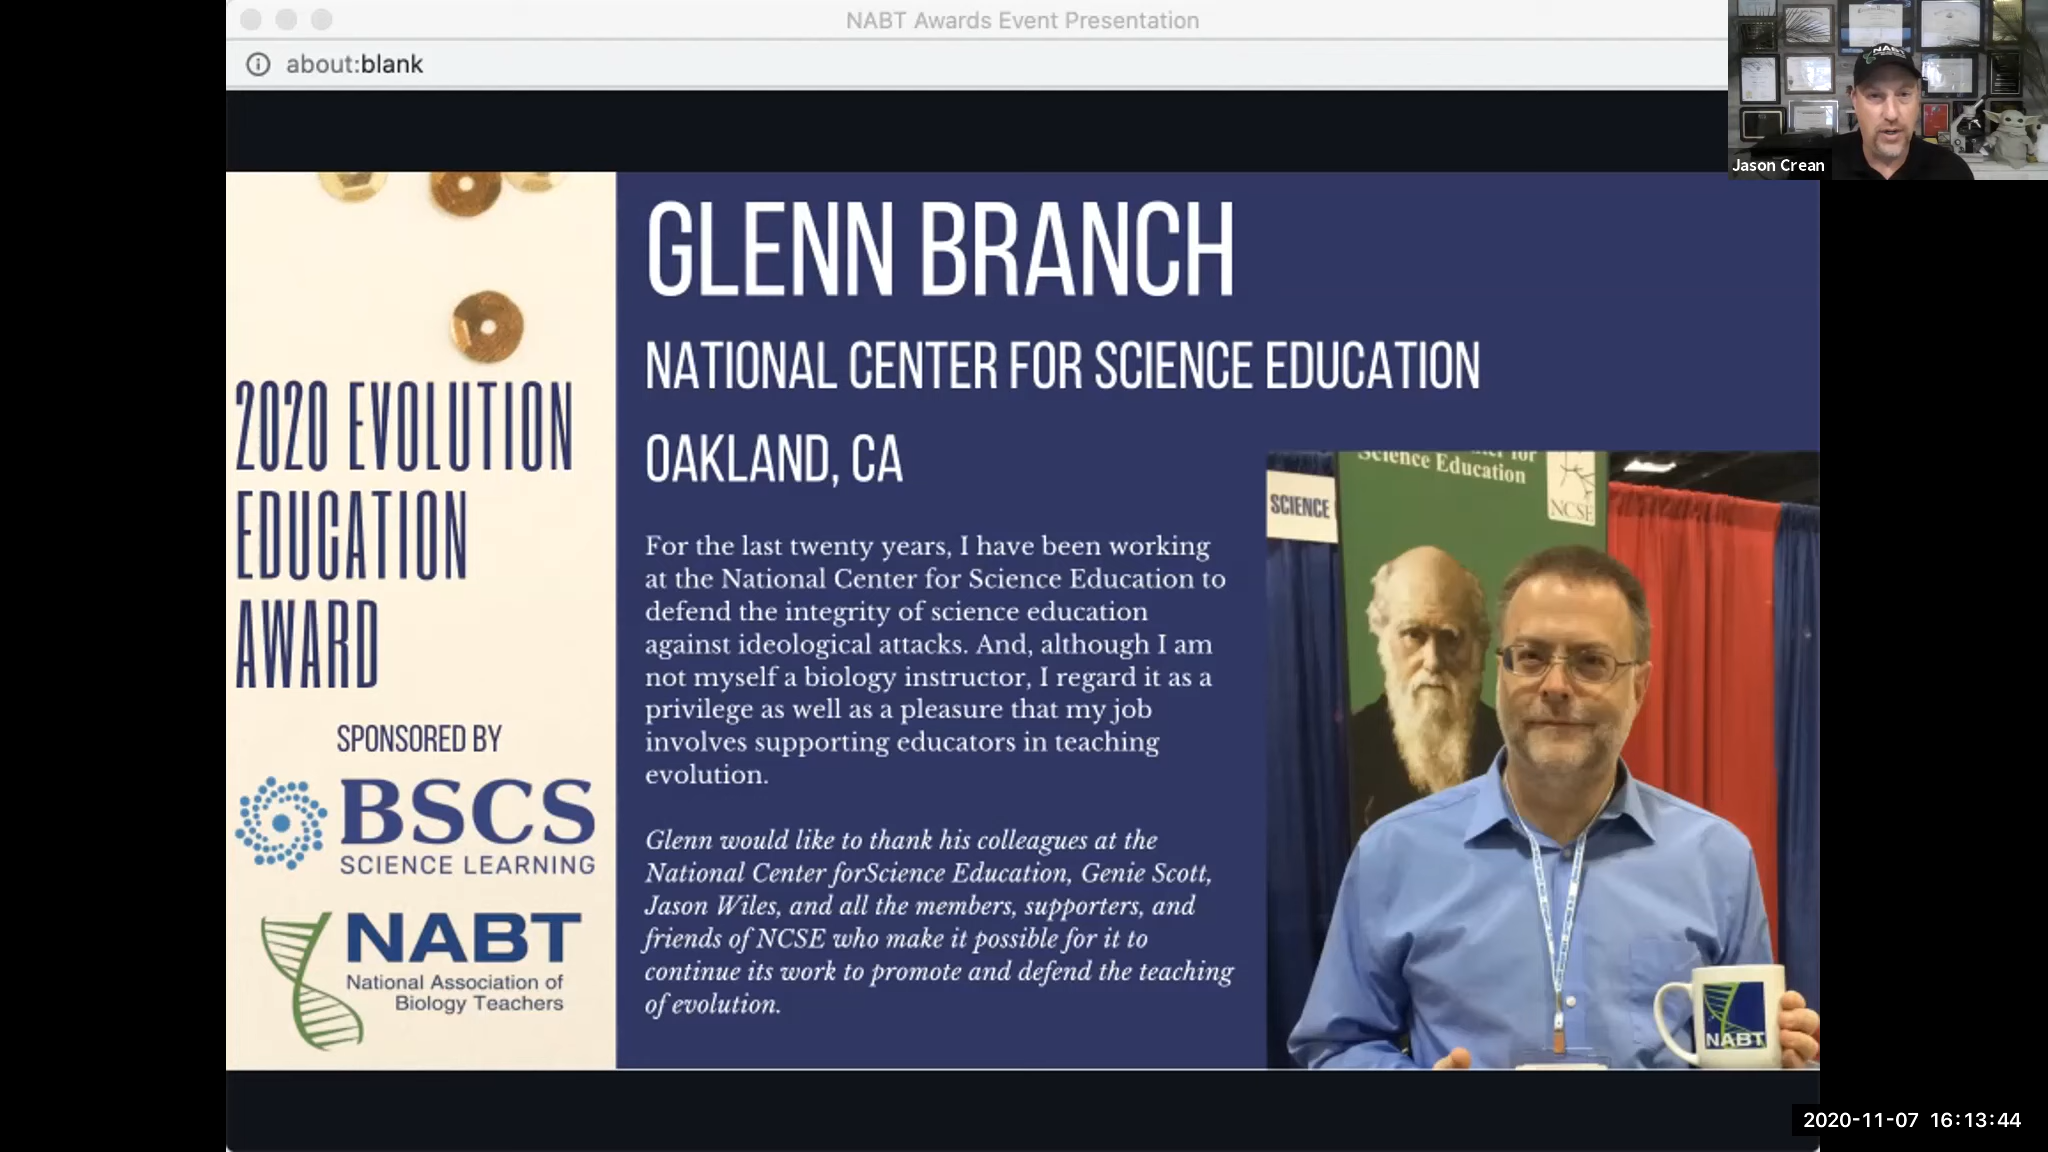 NABT Awards Event Presentation
about:blank
NABT
Jason Crean
GLENN BRANCH
NATIONAL CENTER FOR SCIENCE EDUCATION
OAKLAND, CA
2020 EVOLUTION
EDUCATION
AWARD
SPONSORED BY
BSCS
SCIENCE LEARNING
NABT
National Association of
Biology Teachers
For the last twenty years, I have been working
at the National Center for Science Education to
defend the integrity of science education
against ideological attacks. And, although I am
not myself a biology instructor, I regard it as a
privilege as well as a pleasure that my job
involves supporting educators in teaching
evolution.
Glenn would like to thank his colleagues at the
National Center forScience Education, Genie Scott,
Jason Wiles, and all the members, supporters, and
friends of NCSE who make it possible for it to
continue its work to promote and defend the teaching
of evolution.
for
Science Education
NCSE
SCIENCE
NABT
2020-11-07 16:13:44